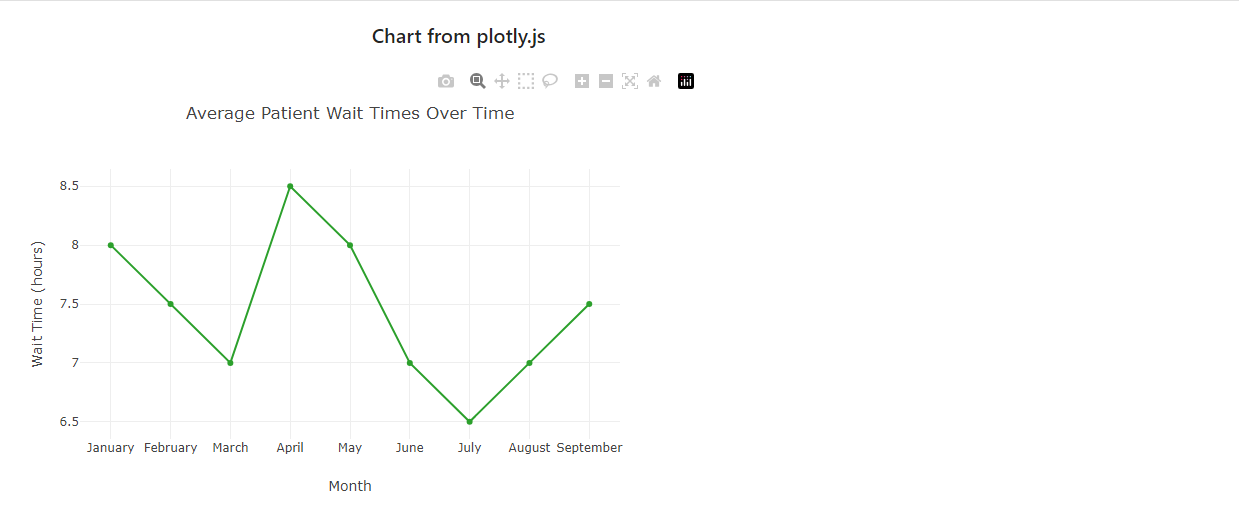 Chart from plotly.js
Average Patient Wait Times Over Time
8.5
8
7.5
7
6.5
Wait Time (hours)
January February March April May June July August September
Month